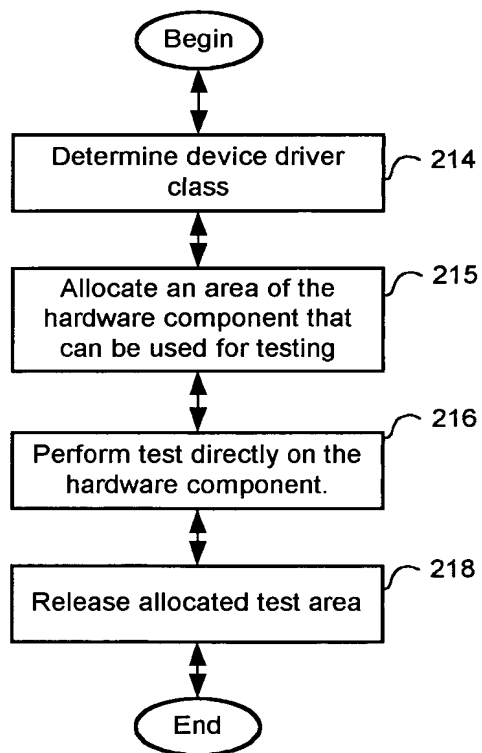 Begin
Determine device driver
class
214
Allocate an area of the
hardware component that
can be used for testing
215
Perform test directly on the
hardware component.
216
Release allocated test area
218
End